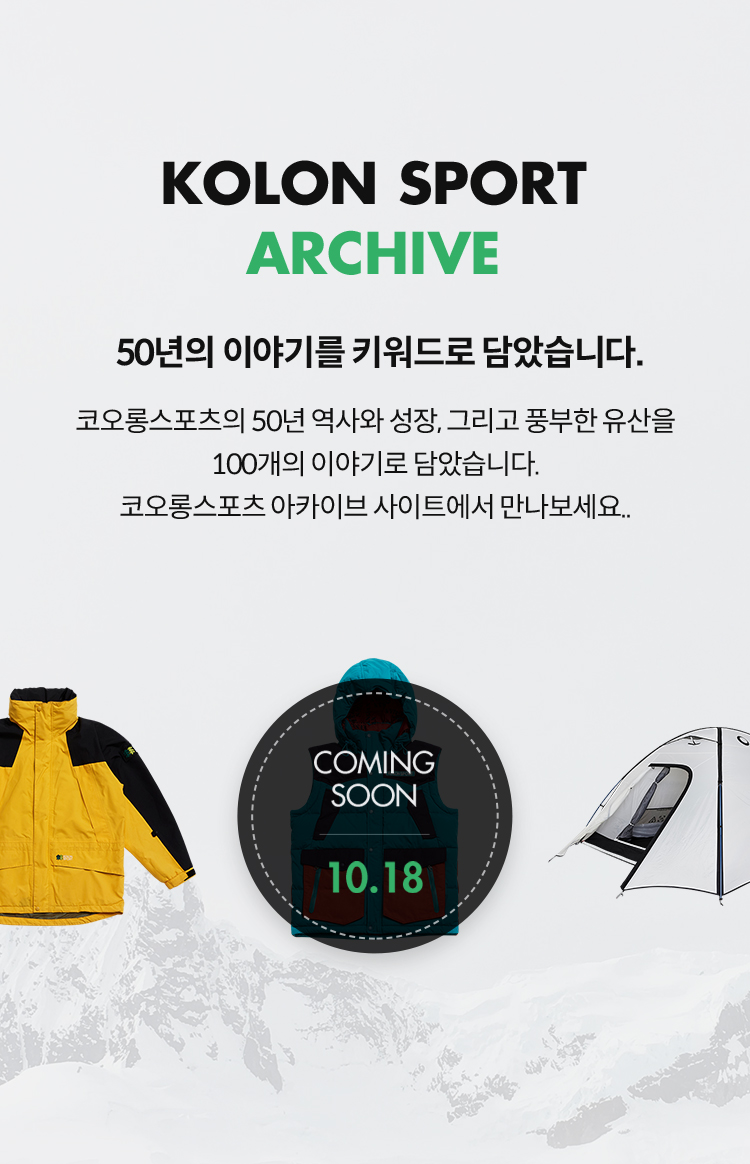 KOLON SPORT
ARCHIVE
50년의 이야기를 키워드로 담았습니다.
코오롱스포츠의 50년 역사와 성장, 그리고 풍부한 유산을
100개의 이야기로 담았습니다.
코오롱스포츠 아카이브 사이트에서 만나보세요..
COMING
SOON
10.18